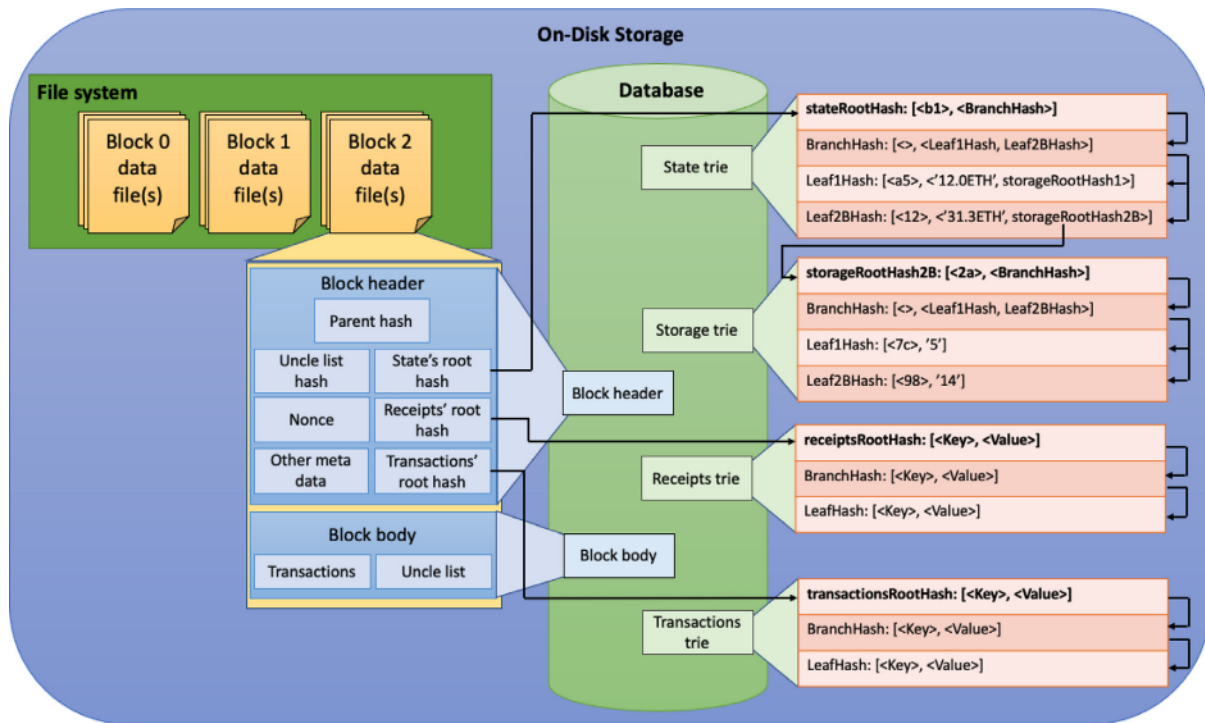 On-Disk Storage
File system
Block 0
data
file(s)
Block 1
data
file(s)
Block 2
data
file(s)
Block header
Parent hash
Uncle list
hash
State's root
hash
Nonce
Receipts' root
hash
Other meta
data
Transactions'
root hash
Block body
Transactions
Uncle list
Database
State trie
Storage trie
Block header
Receipts trie
Block body
Transactions
trie
stateRootHash: [<b1>, <BranchHash>]
BranchHash: [<>, <Leaf1Hash, Leaf2BHash>]
Leaf1Hash: [<a5>, <'12.0ETH', storageRootHash1>]
Leaf2BHash: [<12>, <'31.3ETH', storageRootHash2B>]
storageRootHash2B: [<2a>, <BranchHash>]
BranchHash: [<>, <Leaf1Hash, Leaf2BHash>]
Leaf1Hash: [<7c>, '5']
Leaf2BHash: [<98>, '14']
receiptsRootHash: [<Key>, <Value>]
BranchHash: [<Key>, <Value>]
LeafHash: [<Key>, <Value>]
transactionsRootHash: [<Key>, <Value>]
BranchHash: [<Key>, <Value>]
LeafHash: [<Key>, <Value>]